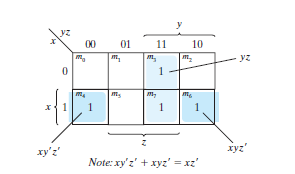 y
yz
x
00 01 11 10
m₀ m₁ m₃ m₂ yz
0 1
m₄ m₅ m₇ m₆
x 1 1 1 1
z
xy'z' xyz'
Note: xy'z' + xyz' = xz'